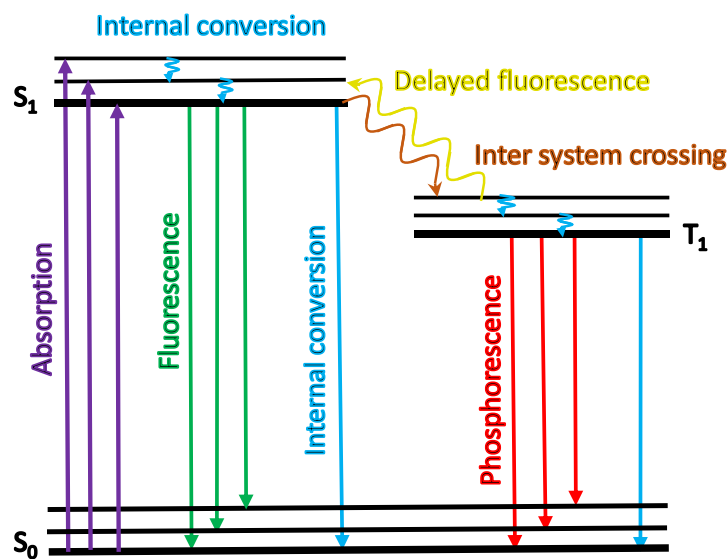 Internal conversion
Delayed fluorescence
S1
Inter system crossing
T1
Absorption
Fluorescence
Internal conversion
Phosphorescence
S0